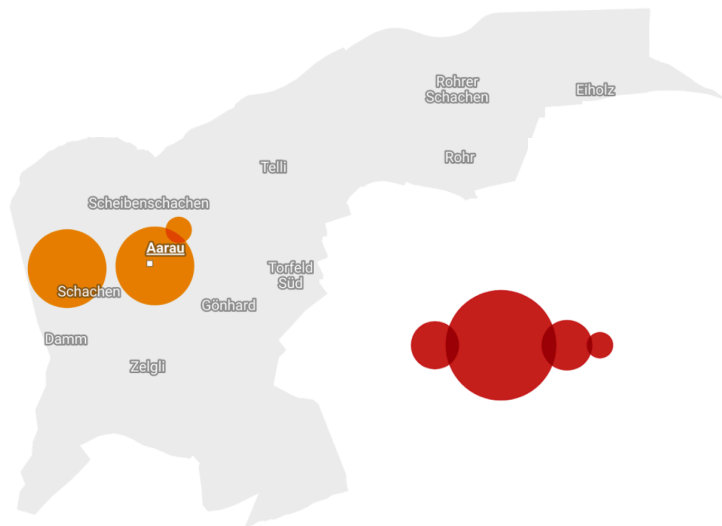 Rohrer
Schachen
Eiholz
Rohr
Telli
Scheibenschachen
Aarau
Torfeld
Süd
Schachen
Gönhard
Damm
Zelgli